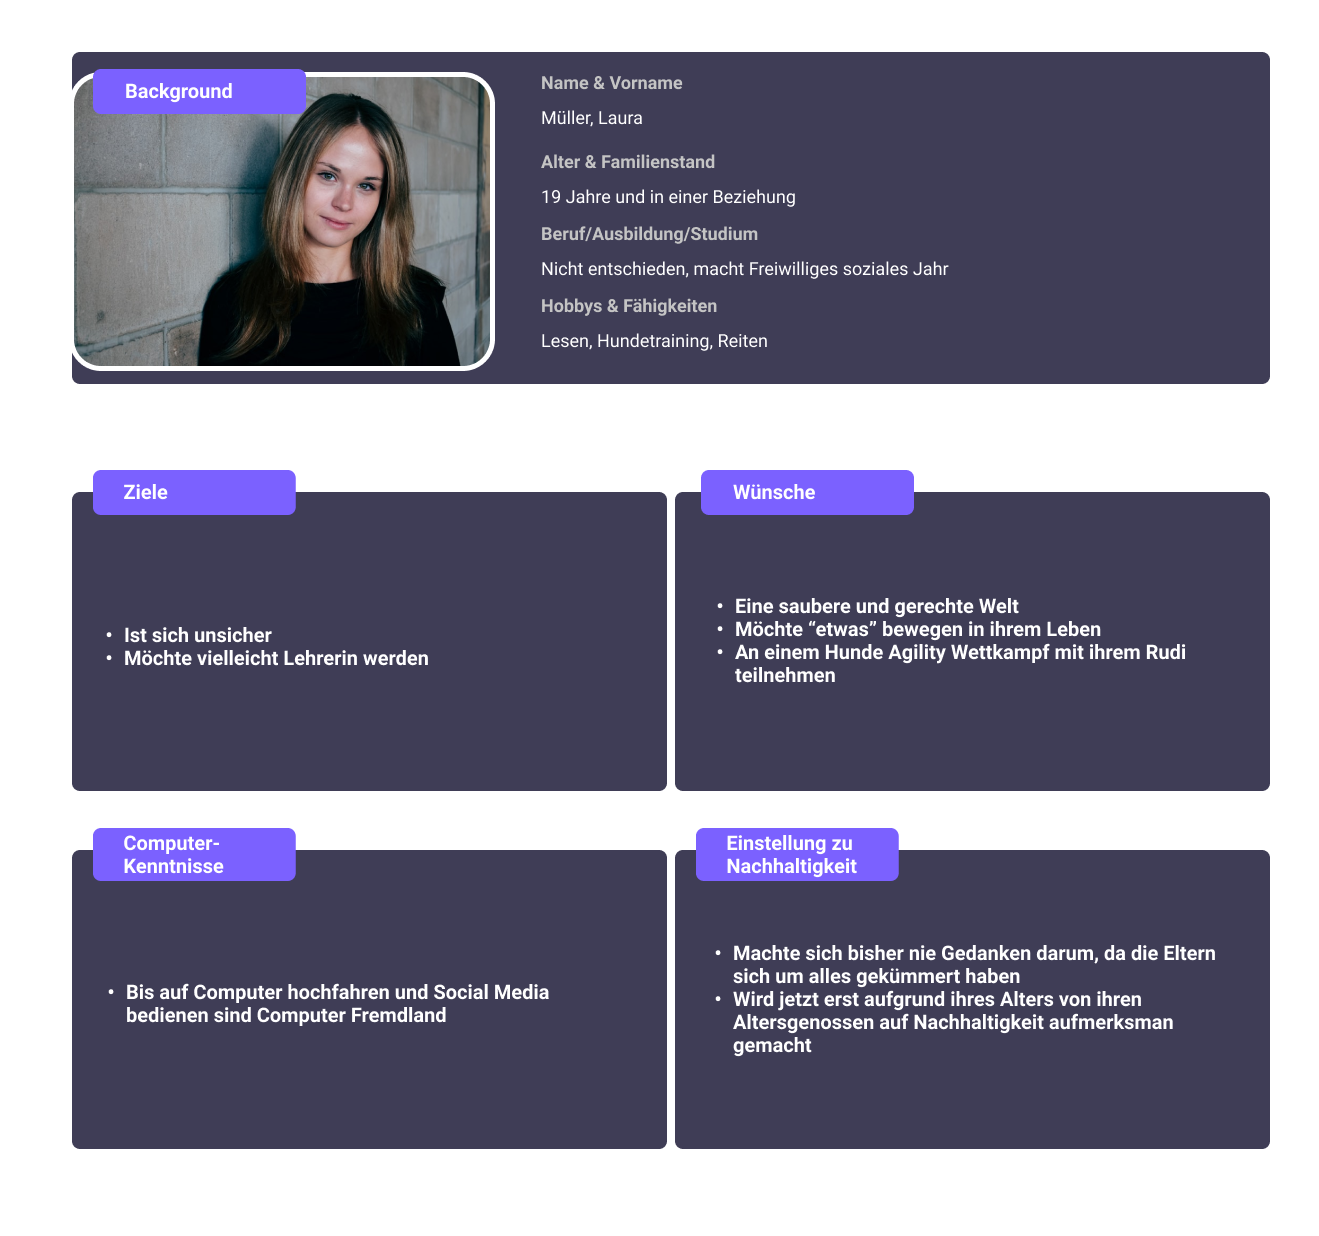 Background
Name & Vorname
Müller, Laura
Alter & Familienstand
19 Jahre und in einer Beziehung
Beruf/Ausbildung/Studium
Nicht entschieden, macht Freiwilliges soziales Jahr
Hobbys & Fähigkeiten
Lesen, Hundetraining, Reiten
Ziele
• Ist sich unsicher
• Möchte vielleicht Lehrerin werden
Wünsche
• Eine saubere und gerechte Welt
• Möchte “etwas” bewegen in ihrem Leben
• An einem Hunde Agility Wettkampf mit ihrem Rudi
teilnehmen
Computer-
Kenntnisse
• Bis auf Computer hochfahren und Social Media
bedienen sind Computer Fremdland
Einstellung zu
Nachhaltigkeit
• Machte sich bisher nie Gedanken darum, da die Eltern
sich um alles gekümmert haben
• Wird jetzt erst aufgrund ihres Alters von ihren
Altersgenossen auf Nachhaltigkeit aufmerksman
gemacht